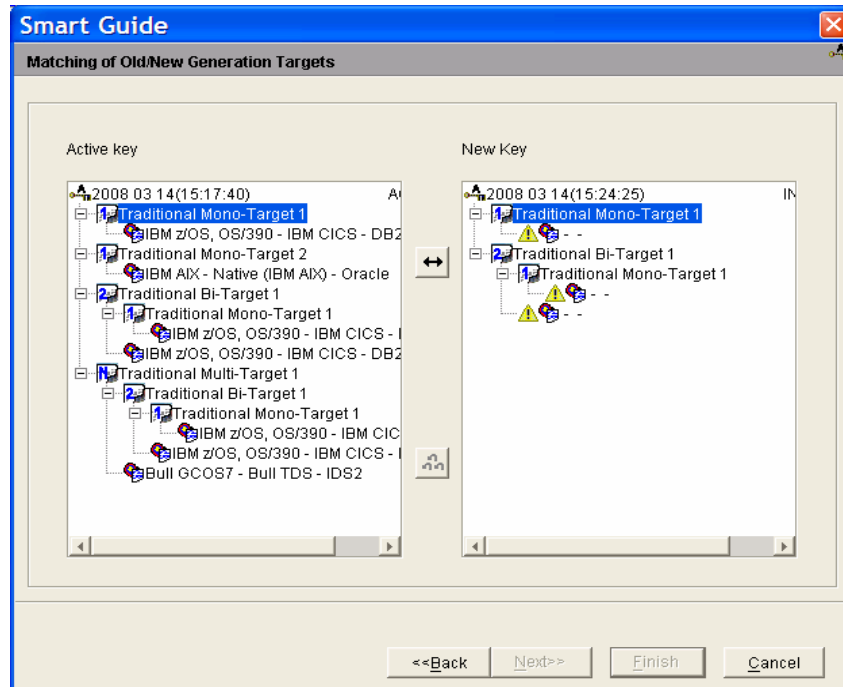 Smart Guide
Matching of Old/New Generation Targets
Active key
2008 03 14(15:17:40)
Traditional Mono-Target 1
IBM z/OS, OS/390 - IBM CICS - DB2
Traditional Mono-Target 2
IBM AIX - Native (IBM AIX) - Oracle
Traditional Bi-Target 1
Traditional Mono-Target 1
IBM z/OS, OS/390 - IBM CICS -
IBM z/OS, OS/390 - IBM CICS - DB2
Traditional Multi-Target 1
Traditional Bi-Target 1
Traditional Mono-Target 1
IBM z/OS, OS/390 - IBM CIC
IBM z/OS, OS/390 - IBM CICS -
Bull GCOS7 - Bull TDS - IDS2
New Key
2008 03 14(15:24:25) IN
Traditional Mono-Target 1
- -
Traditional Bi-Target 1
Traditional Mono-Target 1
- -
- -
<<Back Next>> Finish Cancel